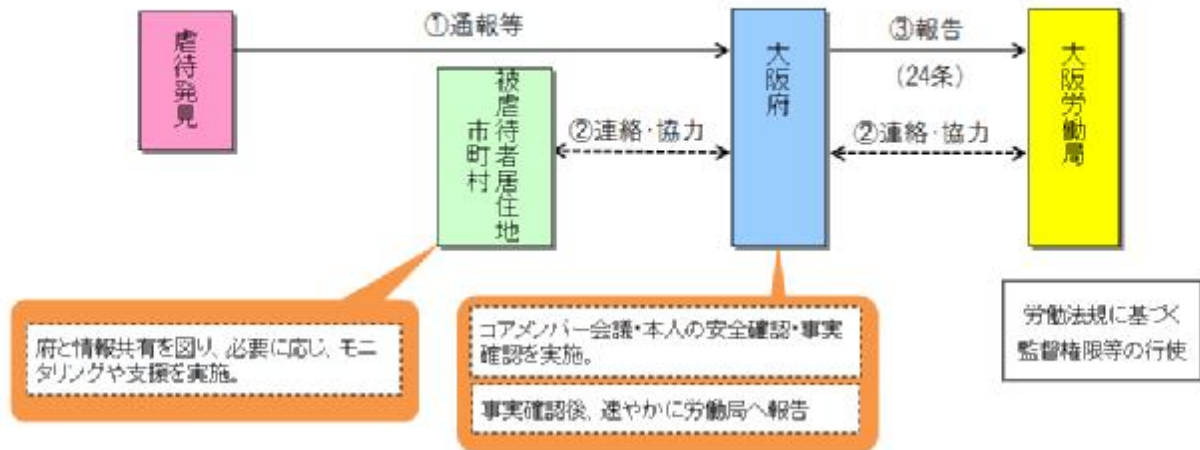 ①通報等
③報告
(24条)
虐待発見
被虐待者居住地
市町村
大阪府
大阪労働局
②連絡・協力
②連絡・協力
府と情報共有を図り、必要に応じ、モニ
タリングや支援を実施。
コアメンバー会議・本人の安全確認・事実
確認を実施。
事実確認後、速やかに労働局へ報告
労働法規に基づく
監督権限等の行使